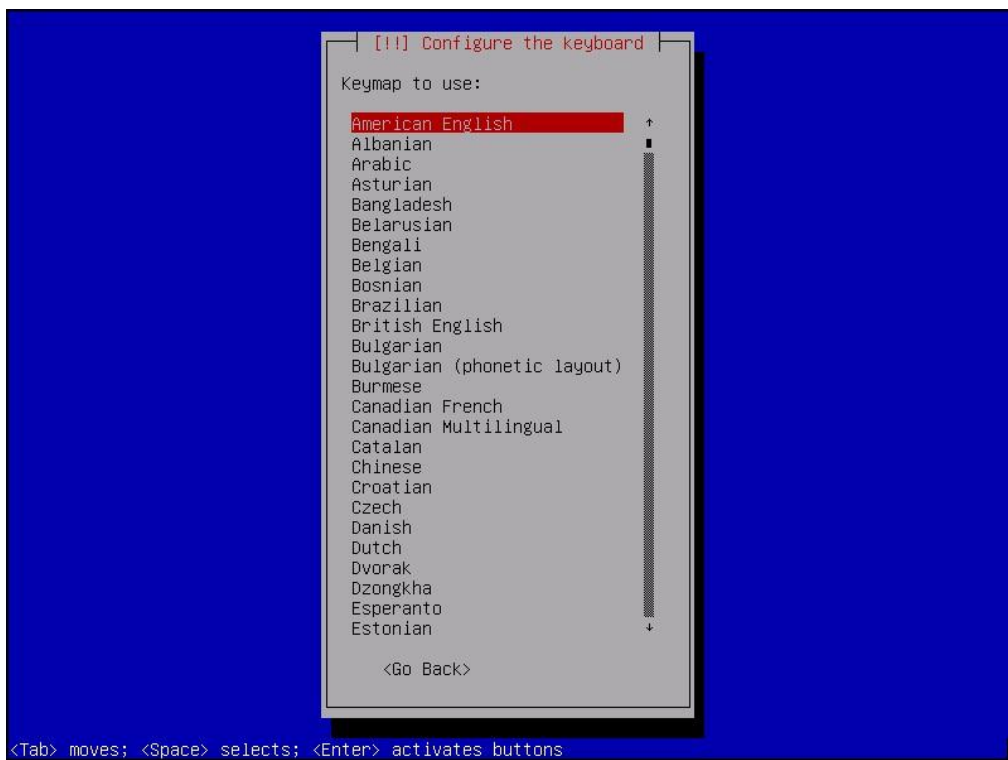 [!!] Configure the keyboard
Keymap to use:
American English
Albanian
Arabic
Asturian
Bangladesh
Belarusian
Bengali
Belgian
Bosnian
Brazilian
British English
Bulgarian
Bulgarian (phonetic layout)
Burmese
Canadian French
Canadian Multilingual
Catalan
Chinese
Croatian
Czech
Danish
Dutch
Dvorak
Dzongkha
Esperanto
Estonian
<Go Back>
<Tab> moves; <Space> selects; <Enter> activates buttons